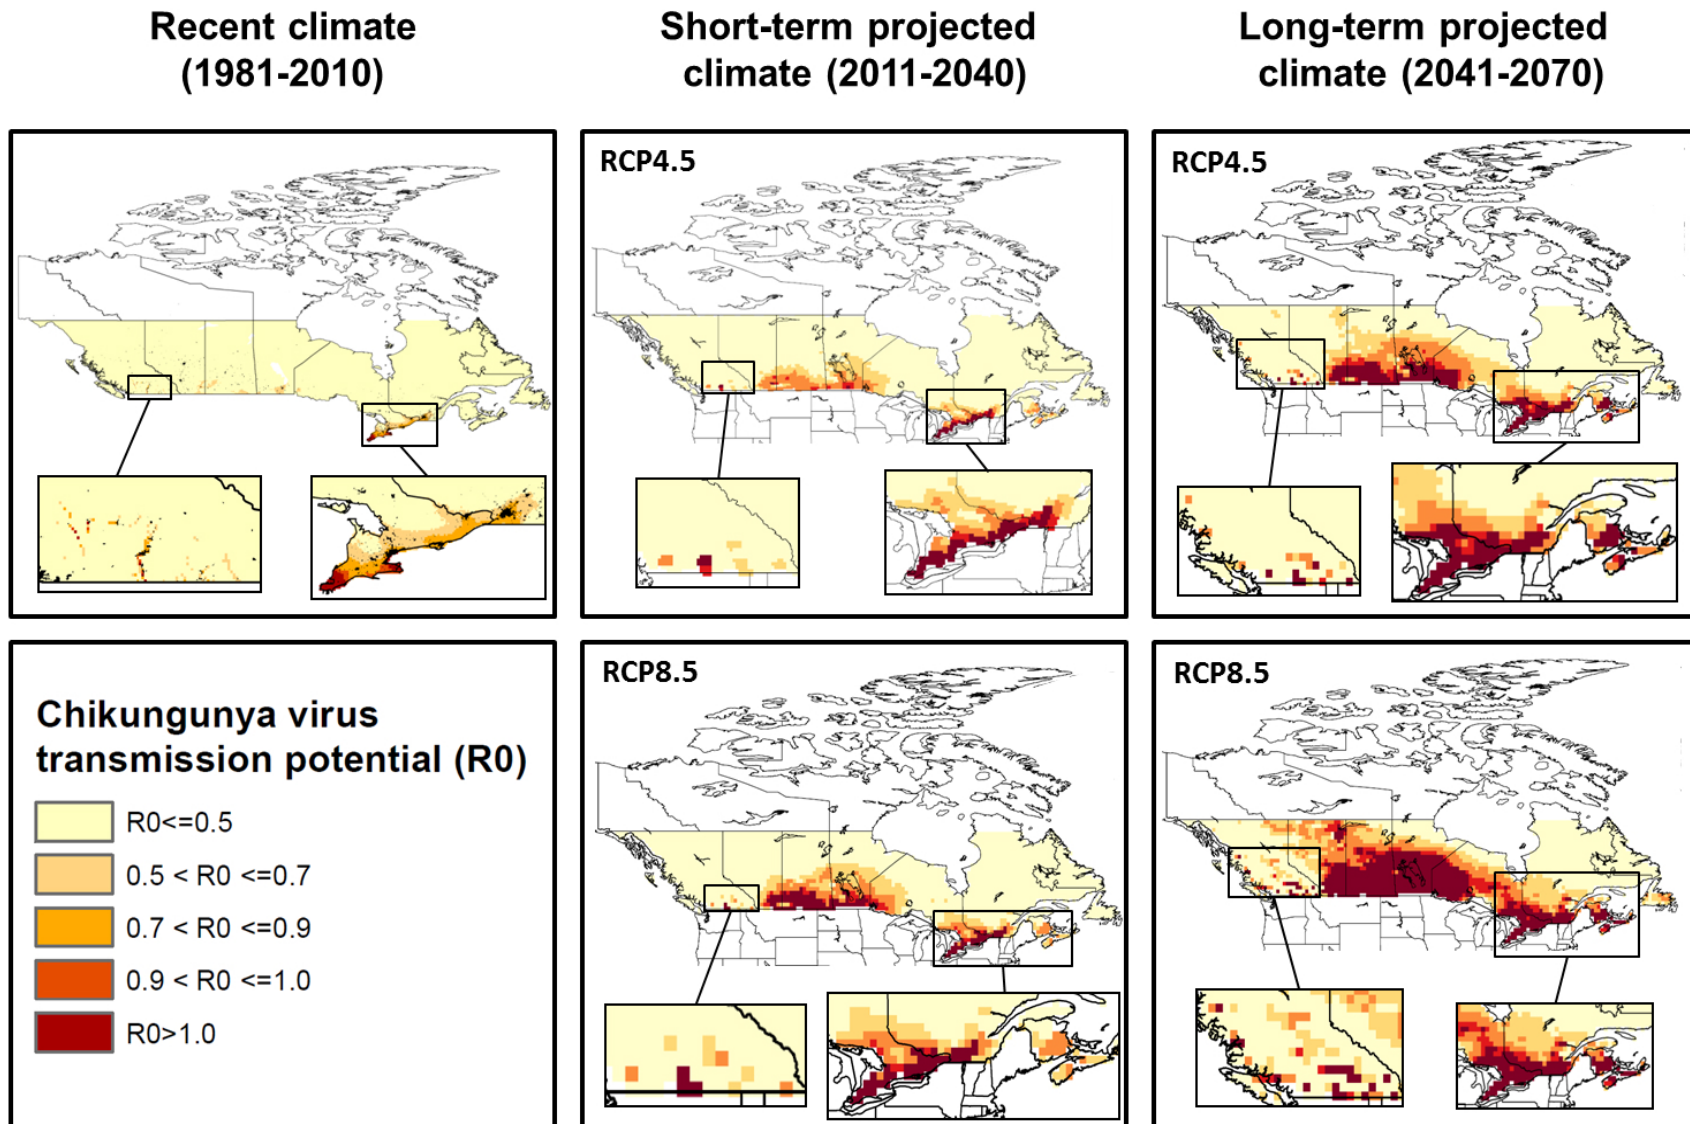 Recent climate
(1981-2010)
Short-term projected
climate (2011-2040)
Long-term projected
climate (2041-2070)
RCP4.5
RCP4.5
Chikungunya virus
transmission potential (R0)
R0<=0.5
0.5 < R0 <=0.7
0.7 < R0 <=0.9
0.9 < R0 <=1.0
R0>1.0
RCP8.5
RCP8.5